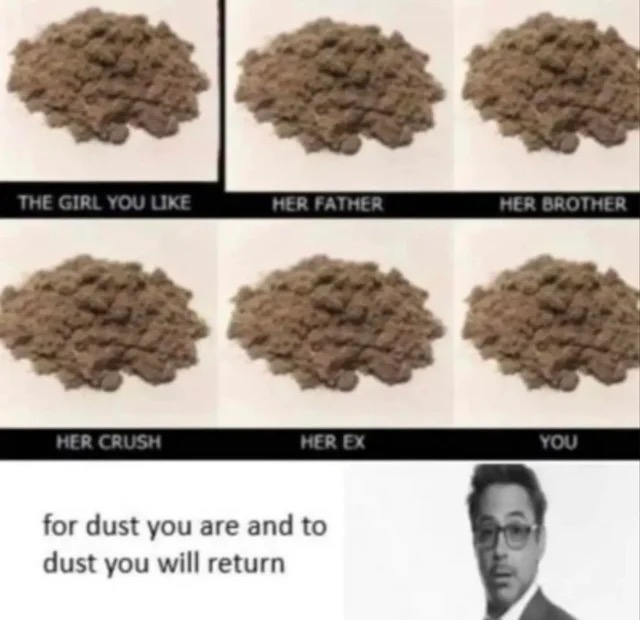 THE GIRL YOU LIKE
HER FATHER
HER BROTHER
HER CRUSH
HER EX
YOU
for dust you are and to
dust you will return